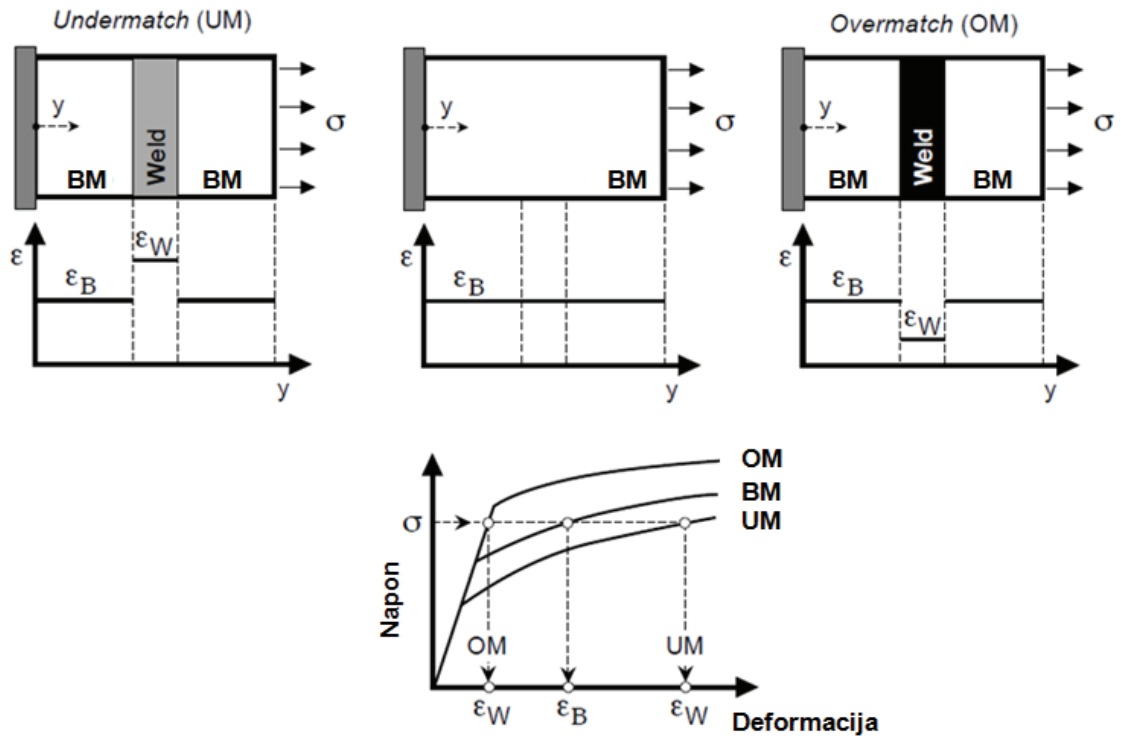 Undermatch (UM)
Overmatch (OM)
y
σ
BM
Weld
BM
y
σ
BM
y
σ
BM
Weld
BM
ε
εW
εB
y
ε
εB
y
ε
εB
εW
y
OM
BM
UM
σ
Napon
OM
UM
εW
εB
εW
Deformacija